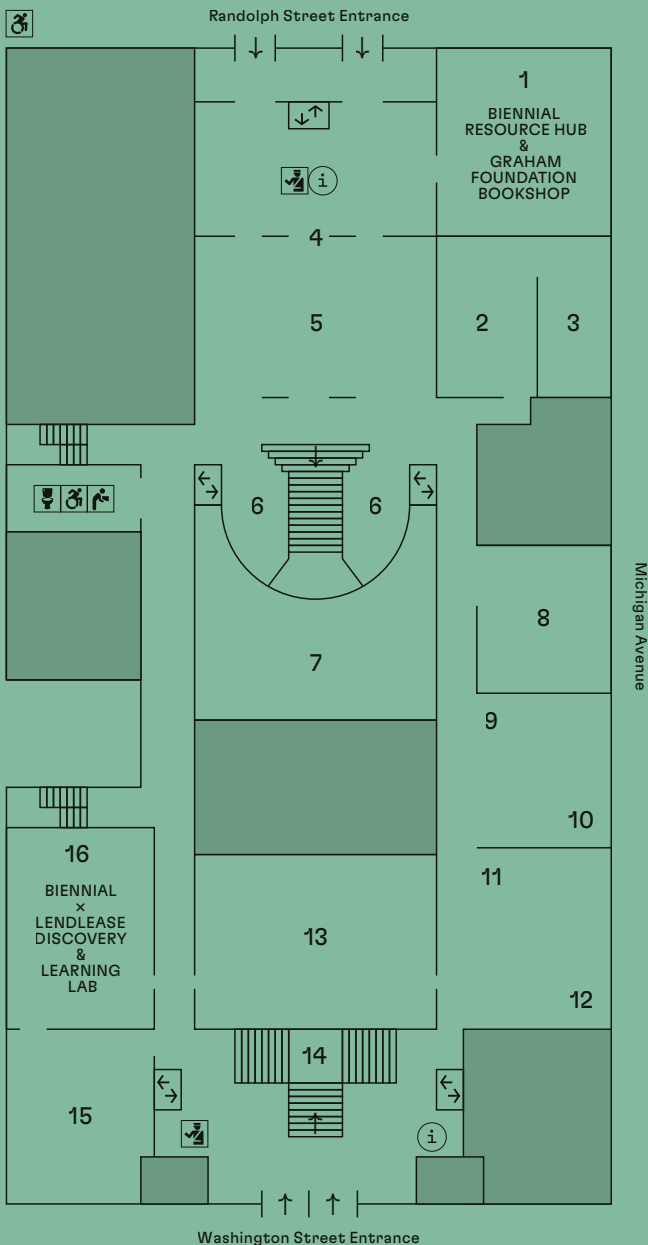 Randolph Street Entrance
1
BIENNIAL
RESOURCE HUB
&
GRAHAM
FOUNDATION
BOOKSHOP
i
4
5
2
3
6
6
7
8
Michigan Avenue
9
10
11
16
BIENNIAL
×
LENDLEASE
DISCOVERY
&
LEARNING
LAB
13
12
14
15
i
Washington Street Entrance